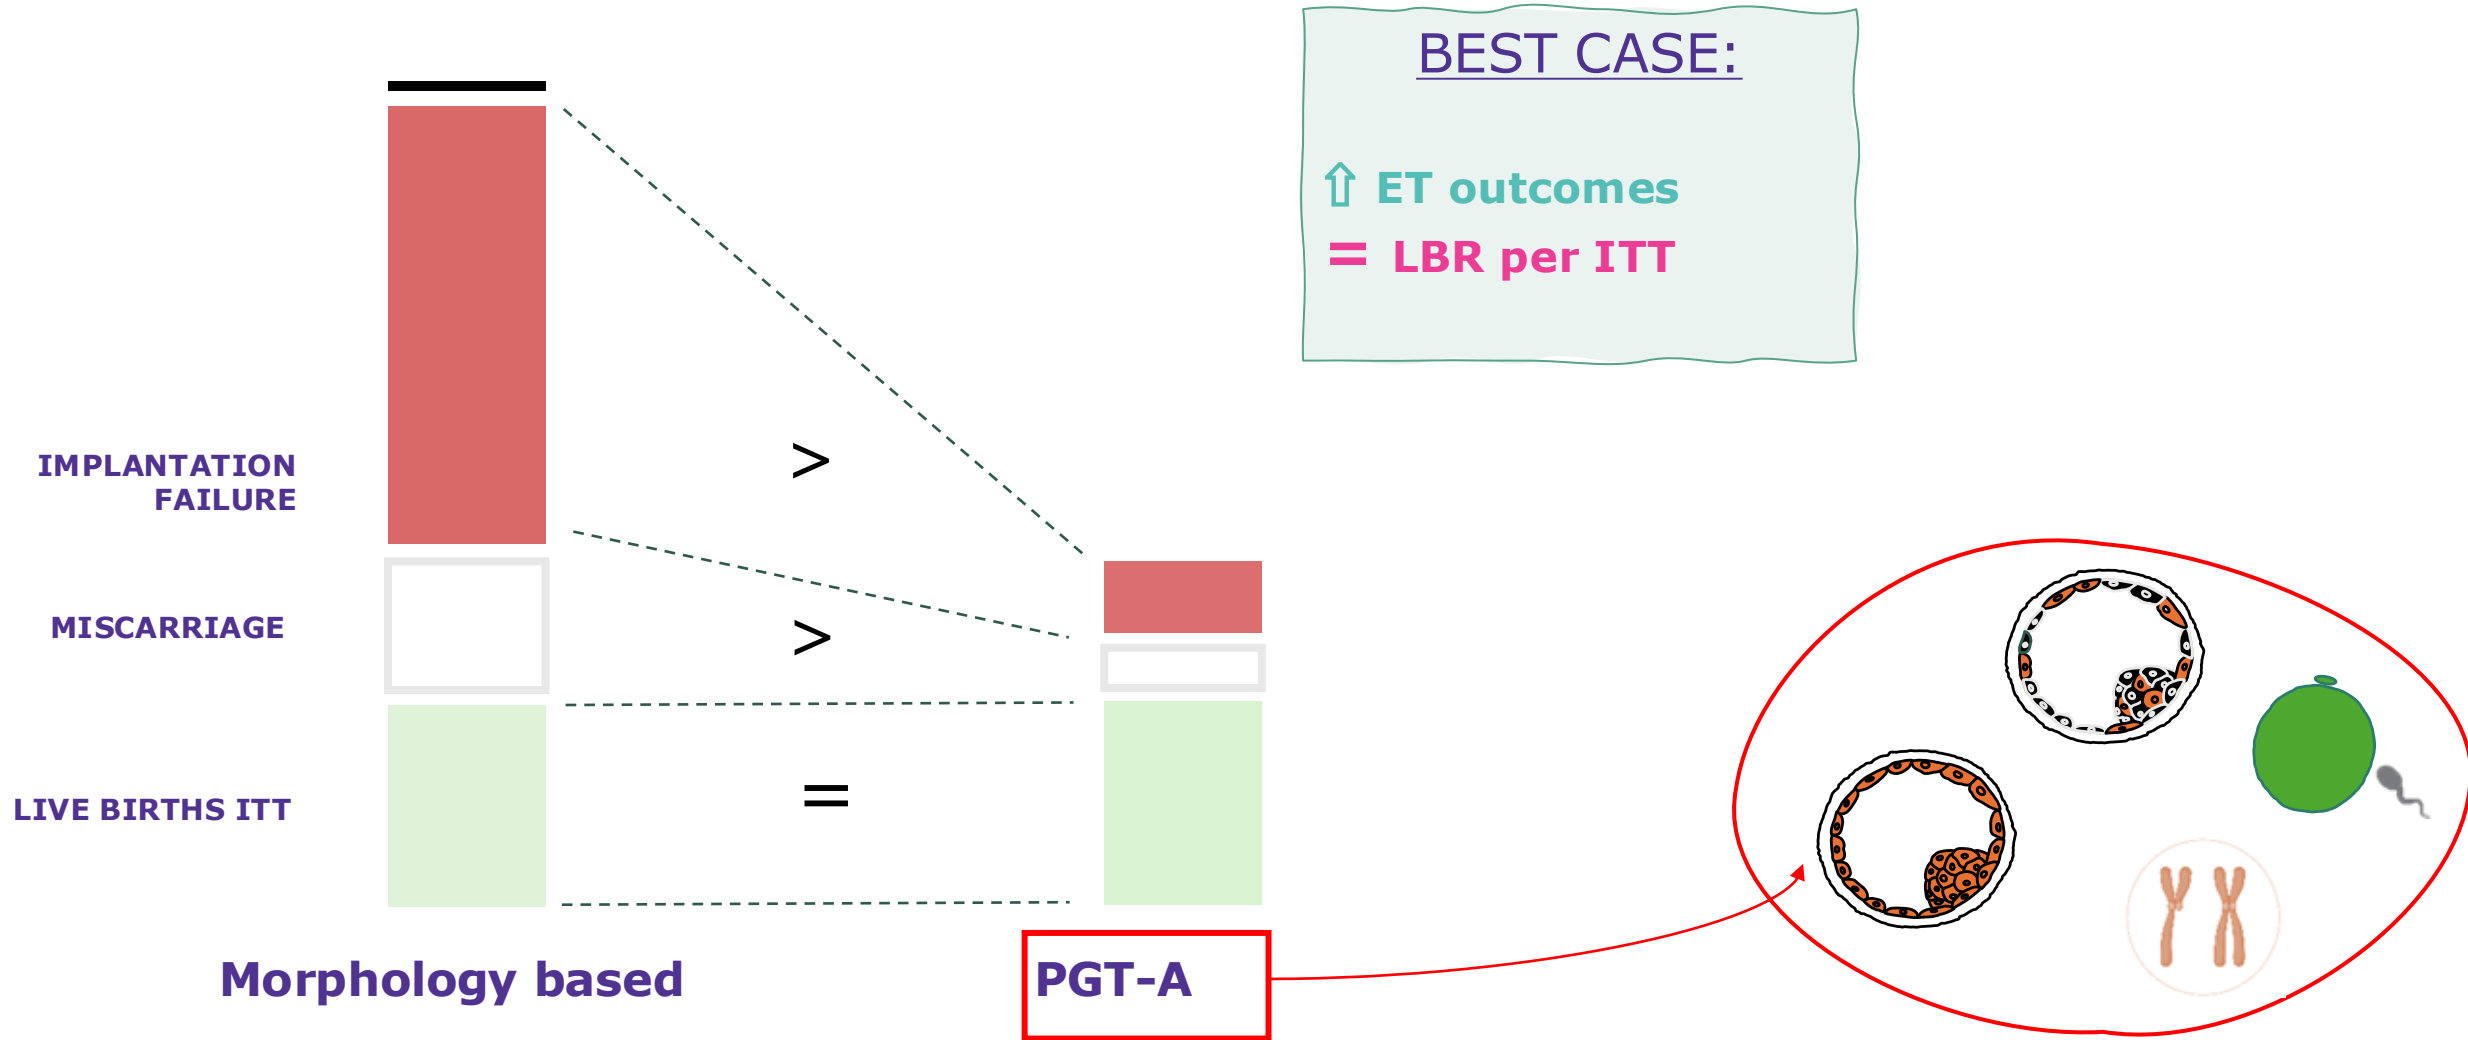 BEST CASE:
⇧ ET outcomes
= LBR per ITT
IMPLANTATION
FAILURE
>
MISCARRIAGE
>
LIVE BIRTHS ITT
=
Morphology based
PGT-A